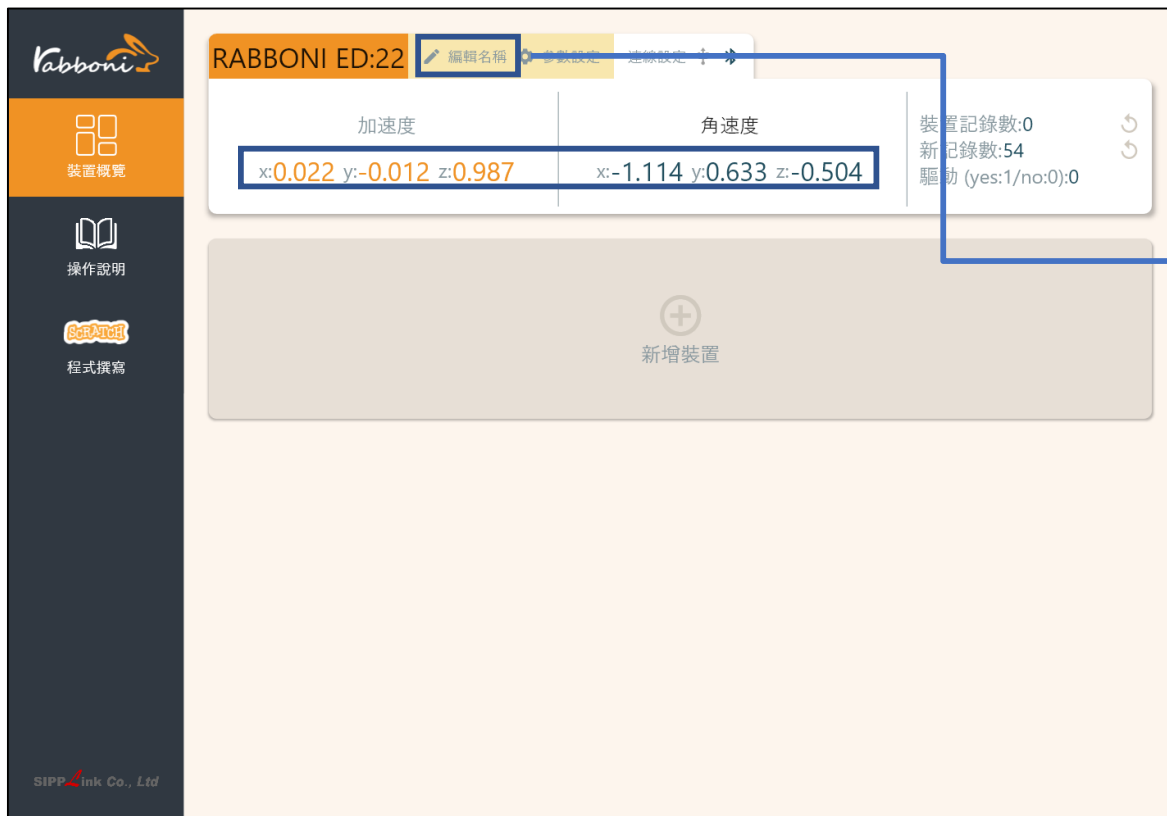 rabboni
RABBONI ED:22 編輯名稱 參數設定 連線設定
裝置概覽
操作說明
SCRATCH
程式撰寫
加速度
x:0.022 y:-0.012 z:0.987
角速度
x:-1.114 y:0.633 z:-0.504
裝置記錄數:0
新記錄數:54
驅動 (yes:1/no:0):0
新增裝置
SIPPLink Co., Ltd